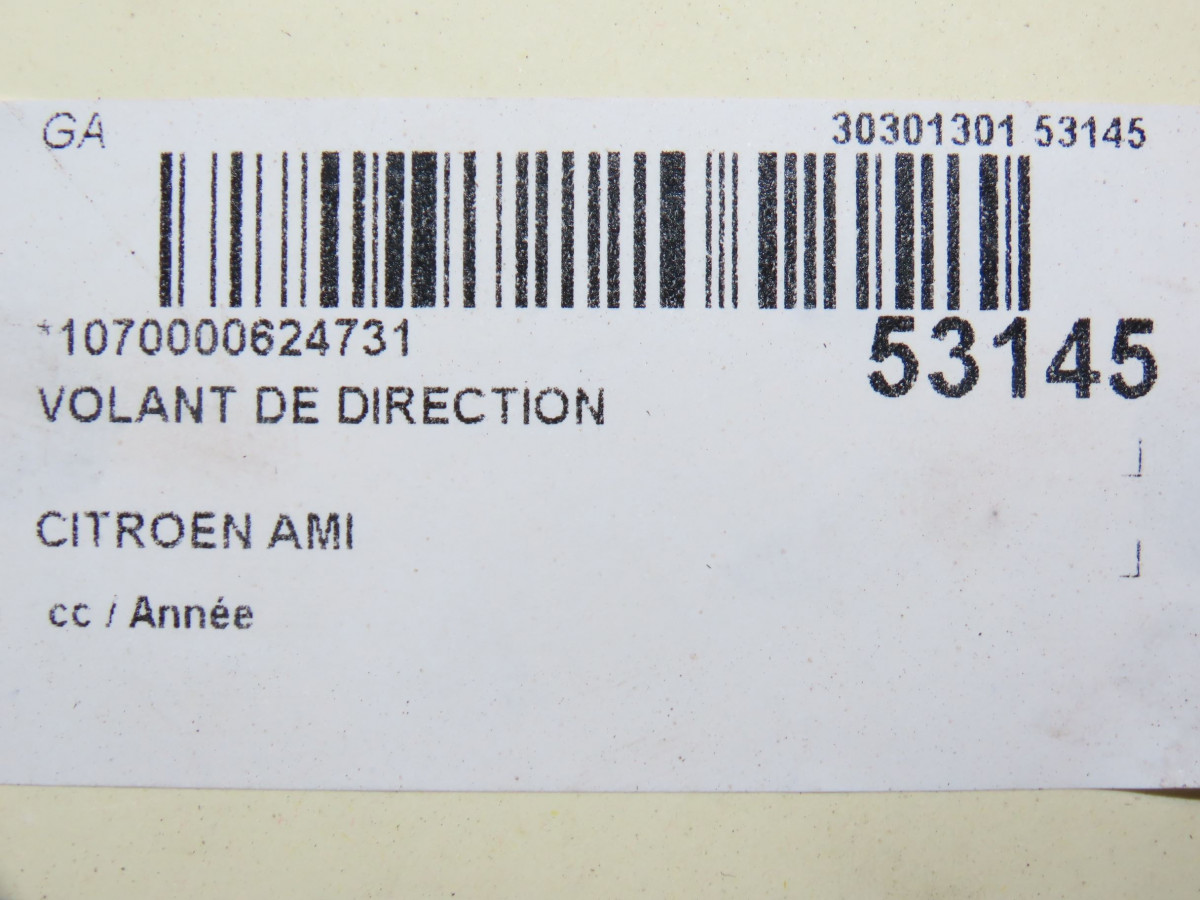 GA 30301301 53145
*1070000624731 53145
VOLANT DE DIRECTION
CITROEN AMI
cc / Année